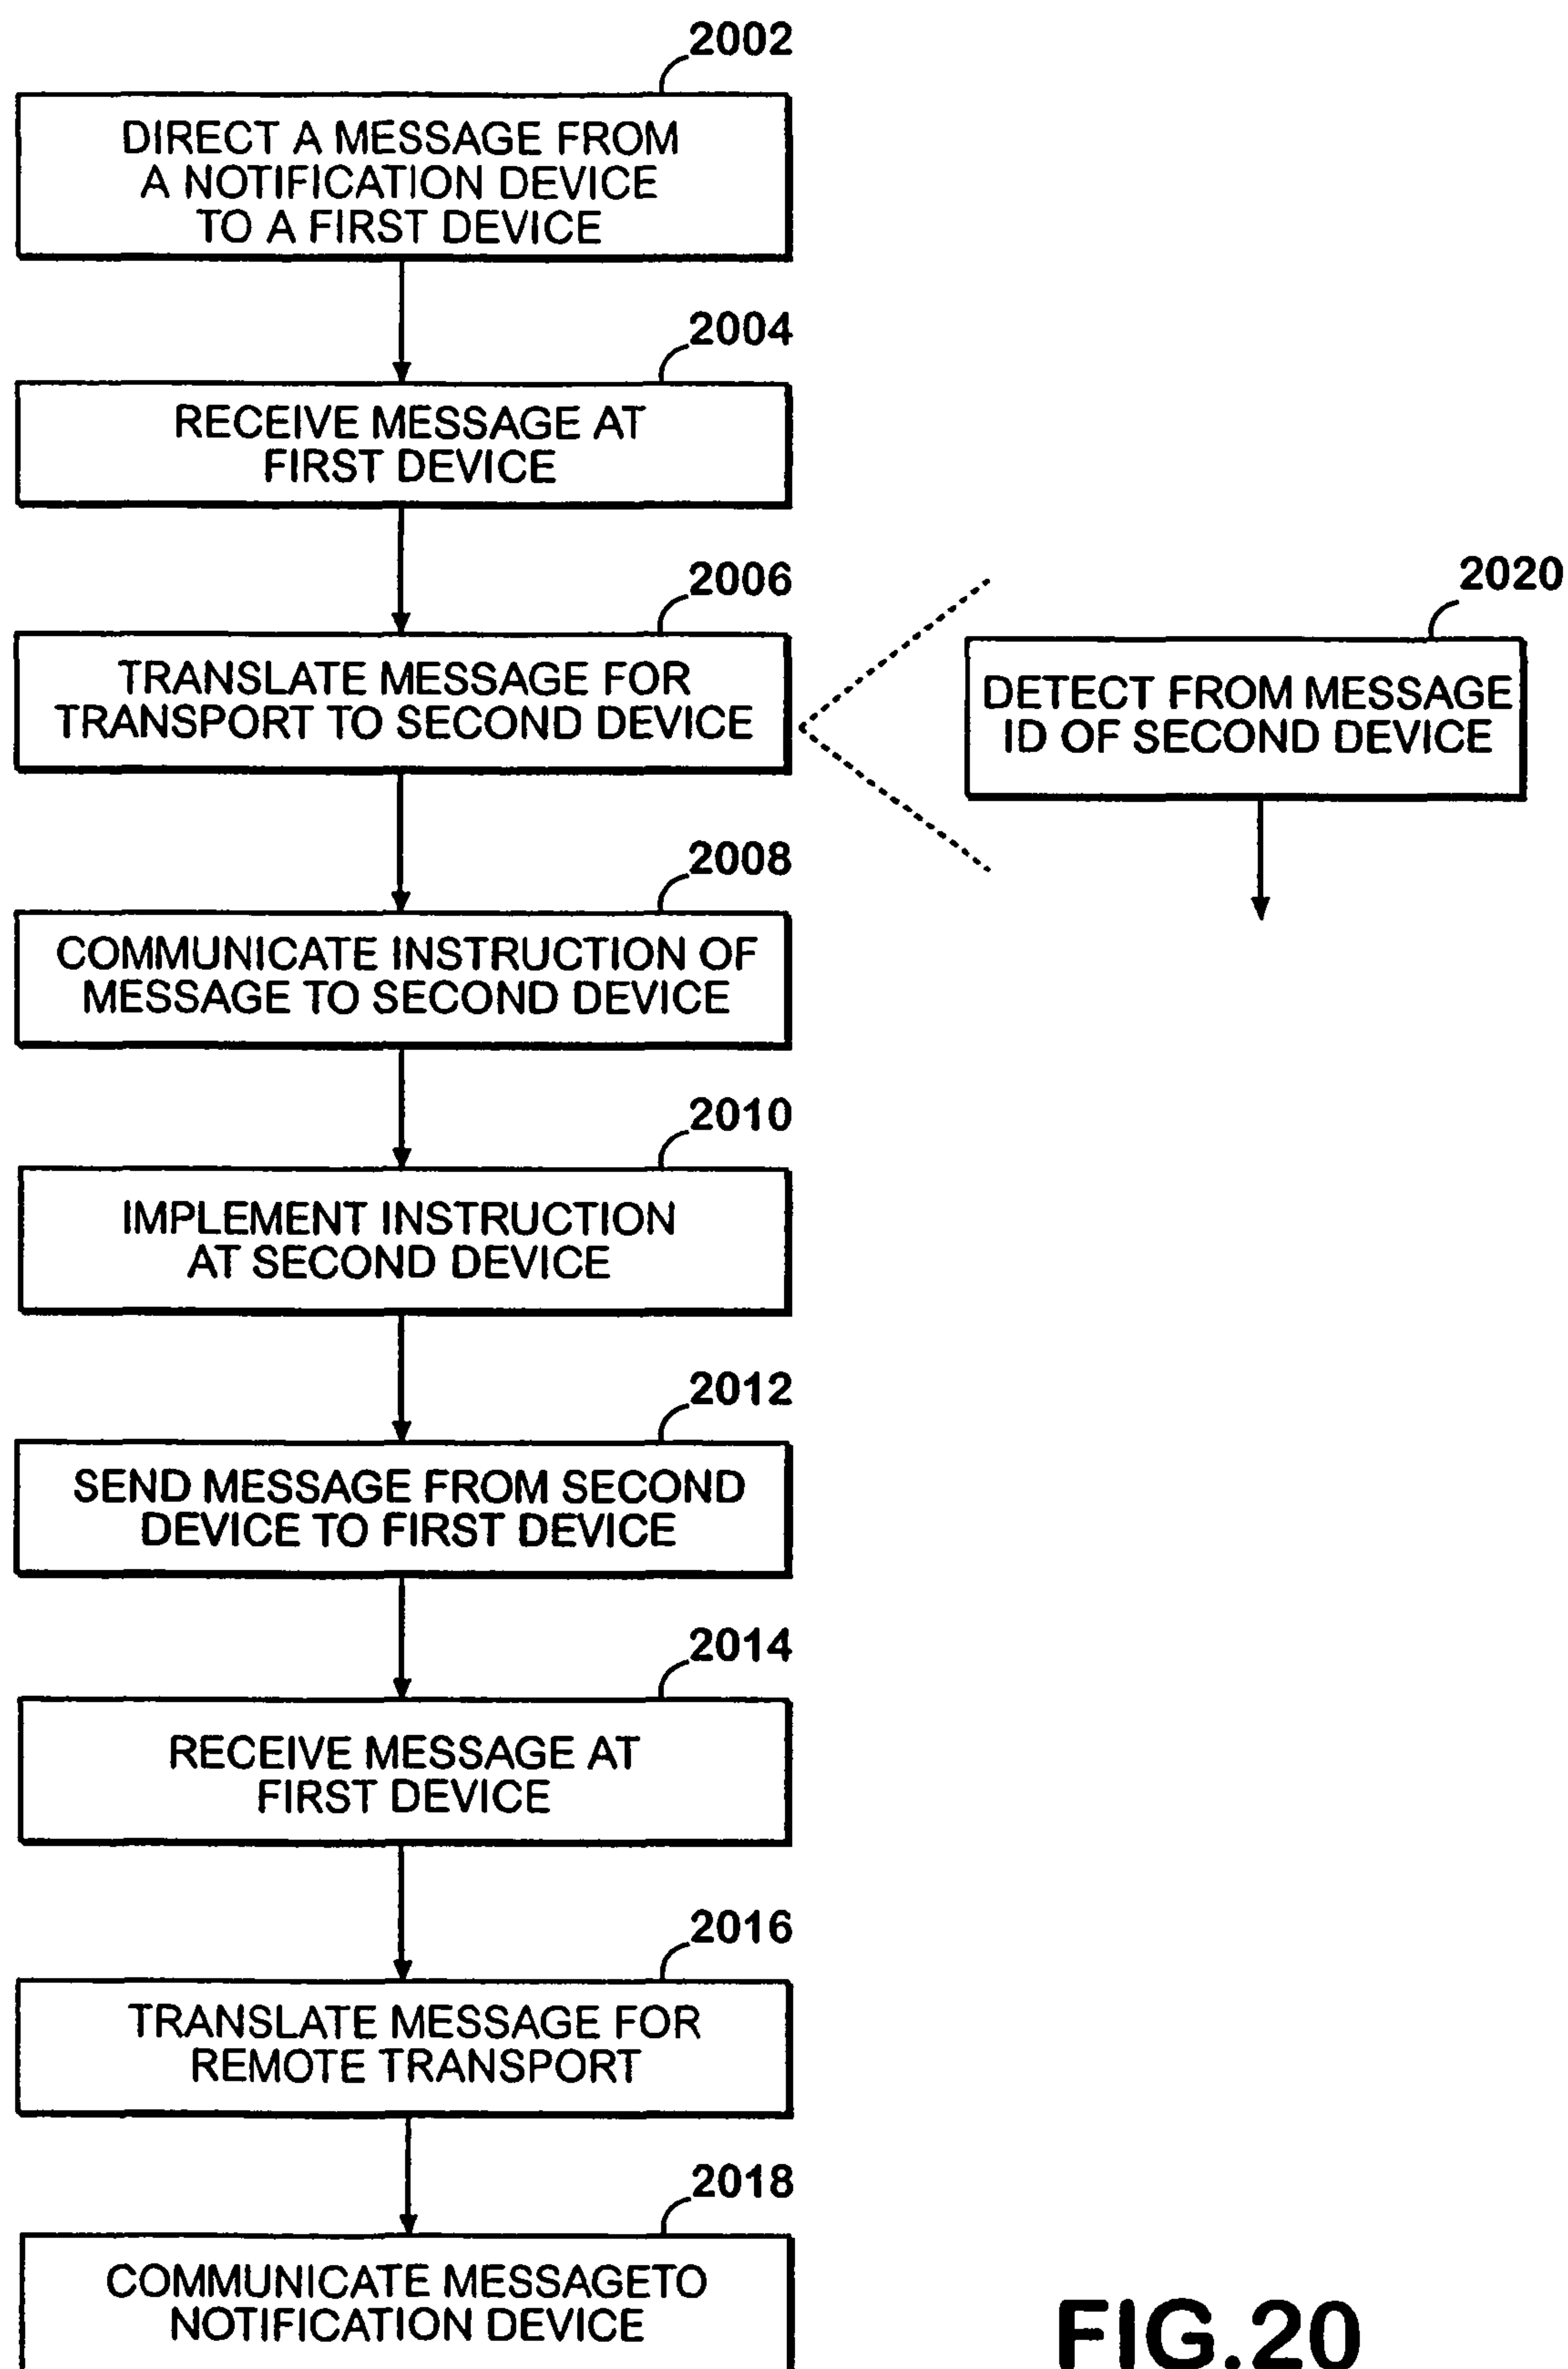 2002
DIRECT A MESSAGE FROM
A NOTIFICATION DEVICE
TO A FIRST DEVICE
2004
RECEIVE MESSAGE AT
FIRST DEVICE
2006
TRANSLATE MESSAGE FOR
TRANSPORT TO SECOND DEVICE
2020
DETECT FROM MESSAGE
ID OF SECOND DEVICE
2008
COMMUNICATE INSTRUCTION OF
MESSAGE TO SECOND DEVICE
2010
IMPLEMENT INSTRUCTION
AT SECOND DEVICE
2012
SEND MESSAGE FROM SECOND
DEVICE TO FIRST DEVICE
2014
RECEIVE MESSAGE AT
FIRST DEVICE
2016
TRANSLATE MESSAGE FOR
REMOTE TRANSPORT
2018
COMMUNICATE MESSAGETO
NOTIFICATION DEVICE
FIG.20